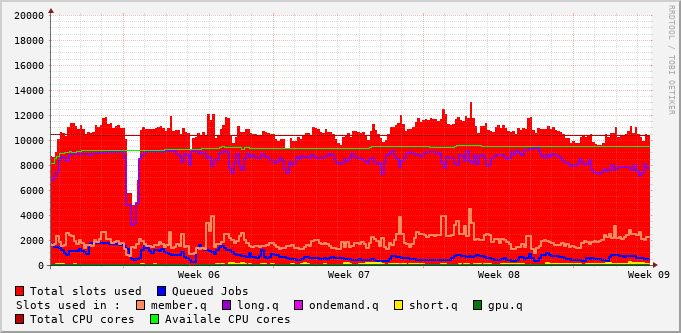 20000
18000
16000
14000
12000
10000
8000
6000
4000
2000
0
Week 06 Week 07 Week 08 Week 09
RRDTOOL / TOBI OETIKER
Total slots used Queued Jobs
Slots used in : member.q long.q ondemand.q short.q gpu.q
Total CPU cores Availale CPU cores